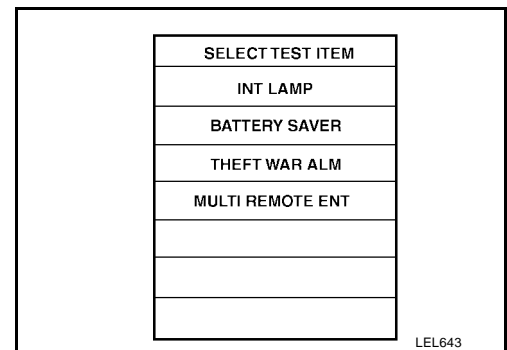 SELECT TEST ITEM
INT LAMP
BATTERY SAVER
THEFT WAR ALM
MULTI REMOTE ENT
LEL643